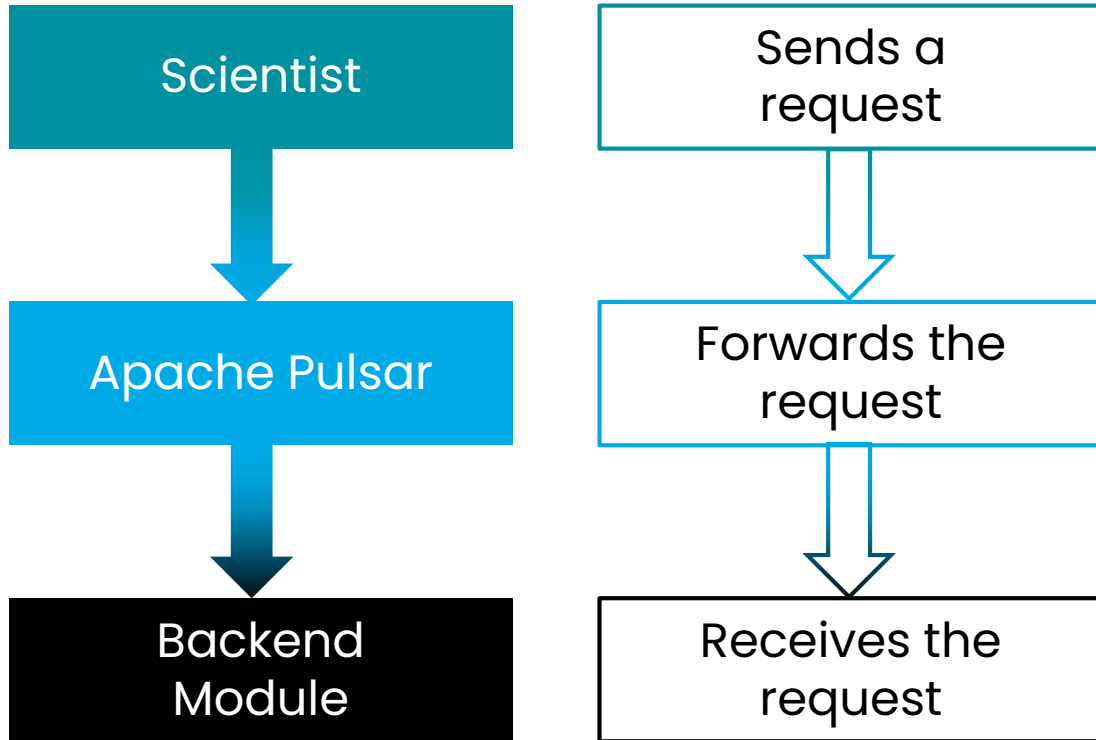 Scientist
Sends a
request
Apache Pulsar
Forwards the
request
Backend
Module
Receives the
request